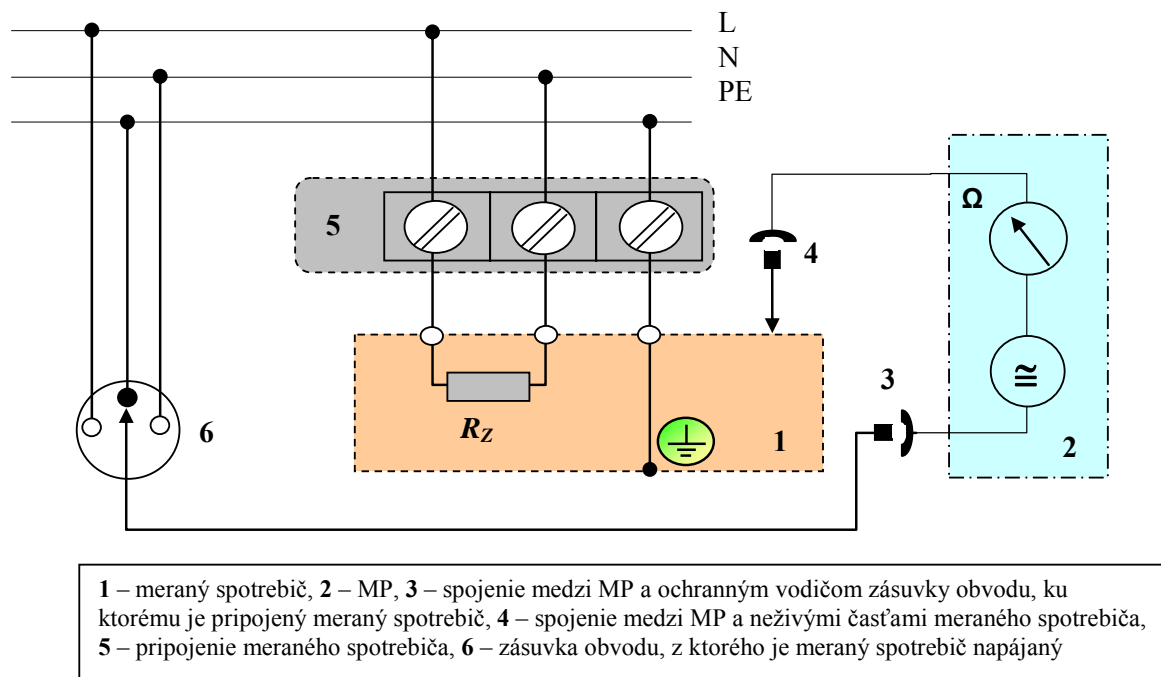 L
N
PE
5
4
Ω
3
≅
6
R_Z
1
2
1 – meraný spotrebič, 2 – MP, 3 – spojenie medzi MP a ochranným vodičom zásuvky obvodu, ku
ktorému je pripojený meraný spotrebič, 4 – spojenie medzi MP a neživými časťami meraného spotrebiča,
5 – pripojenie meraného spotrebiča, 6 – zásuvka obvodu, z ktorého je meraný spotrebič napájaný